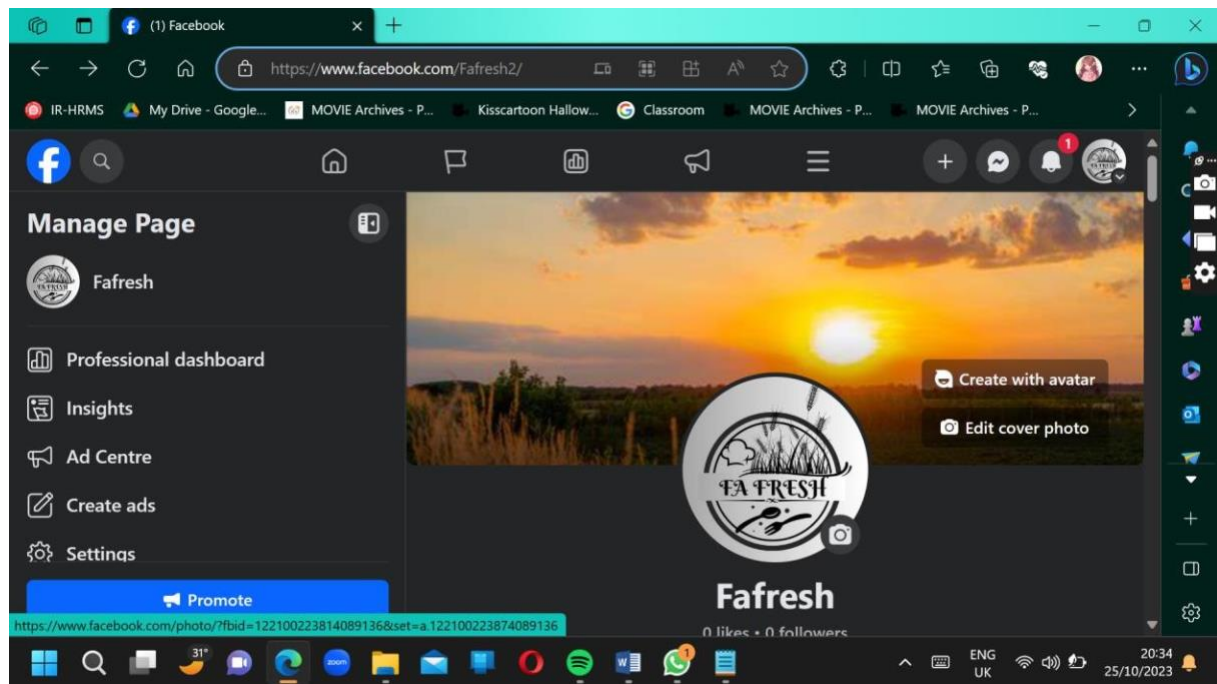 (1) Facebook
https://www.facebook.com/Fafresh2/
IR-HRMS
My Drive - Google...
MOVIE Archives - P...
Kisscartoon Hallow...
Classroom
MOVIE Archives - P...
MOVIE Archives - P...
1
Manage Page
Fafresh
Professional dashboard
Insights
Ad Centre
Create ads
Settings
Promote
Create with avatar
Edit cover photo
FA FRESH
Fafresh
0 likes • 0 followers
https://www.facebook.com/photo/?fbid=122100223814089136&set=a.122100223874089136
31°
zoom
1
ENG
UK
20:34
25/10/2023